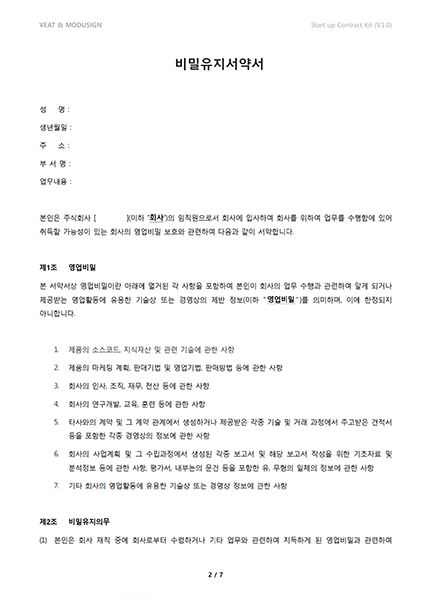 VEAT & MODUSIGN
Start-up Contract Kit (V.1.0)
비밀유지서약서
성 명 :
생년월일 :
주 소 :
부 서 명 :
업무내용 :
본인은 주식회사 [ ](이하 "회사")의 임직원으로서 회사에 입사하여 회사를 위하여 업무를 수행함에 있어
취득할 가능성이 있는 회사의 영업비밀 보호와 관련하여 다음과 같이 서약합니다.
제1조 영업비밀
본 서약서상 영업비밀이란 아래에 열거된 각 사항을 포함하여 본인이 회사의 업무 수행과 관련하여 알게 되거나
제공받는 영업활동에 유용한 기술상 또는 경영상의 제반 정보(이하 "영업비밀")를 의미하며, 이에 한정되지
아니합니다.
1. 제품의 소스코드, 지식재산 및 관련 기술에 관한 사항
2. 제품의 마케팅 계획, 판매기법 및 영업기법, 판매방법 등에 관한 사항
3. 회사의 인사, 조직, 재무, 전산 등에 관한 사항
4. 회사의 연구개발, 교육, 훈련 등에 관한 사항
5. 타사와의 계약 및 그 계약 관계에서 생성하거나 제공받은 각종 기술 및 거래 과정에서 주고받은 견적서
등을 포함한 각종 경영상의 정보에 관한 사항
6. 회사의 사업계획 및 그 수립과정에서 생성된 각종 보고서 및 해당 보고서 작성을 위한 기초자료 및
분석정보 등에 관한 사항, 평가서, 내부논의 문건 등을 포함한 유, 무형의 일체의 정보에 관한 사항
7. 기타 회사의 영업활동에 유용한 기술상 또는 경영상 정보에 관한 사항
제2조 비밀유지의무
(1) 본인은 회사 재직 중에 회사로부터 수령하거나 기타 업무와 관련하여 지득하게 된 영업비밀과 관련하여
2 / 7